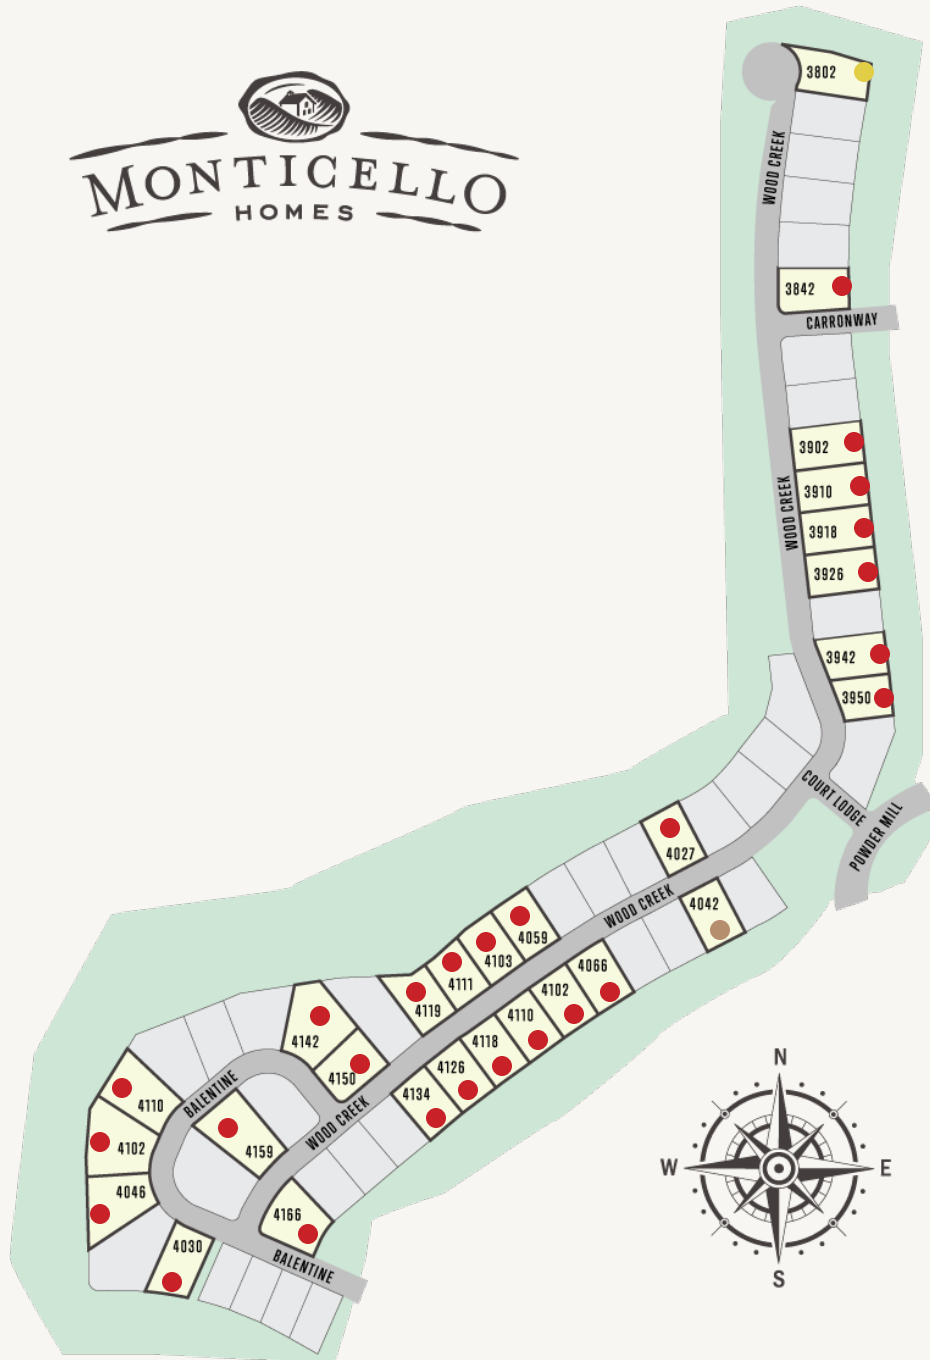 MONTICELLO
HOMES
3802
WOOD CREEK
3842
CARRONWAY
3902
3910
WOOD CREEK
3918
3926
3942
3950
COURT LODGE
POWDER MILL
4027
WOOD CREEK
4042
4059
4103
4066
4111
4102
4119
4110
4142
4118
4150
4126
4134
BALENTINE
4110
WOOD CREEK
4102
4159
4046
4166
4030
BALENTINE
N
W
E
S